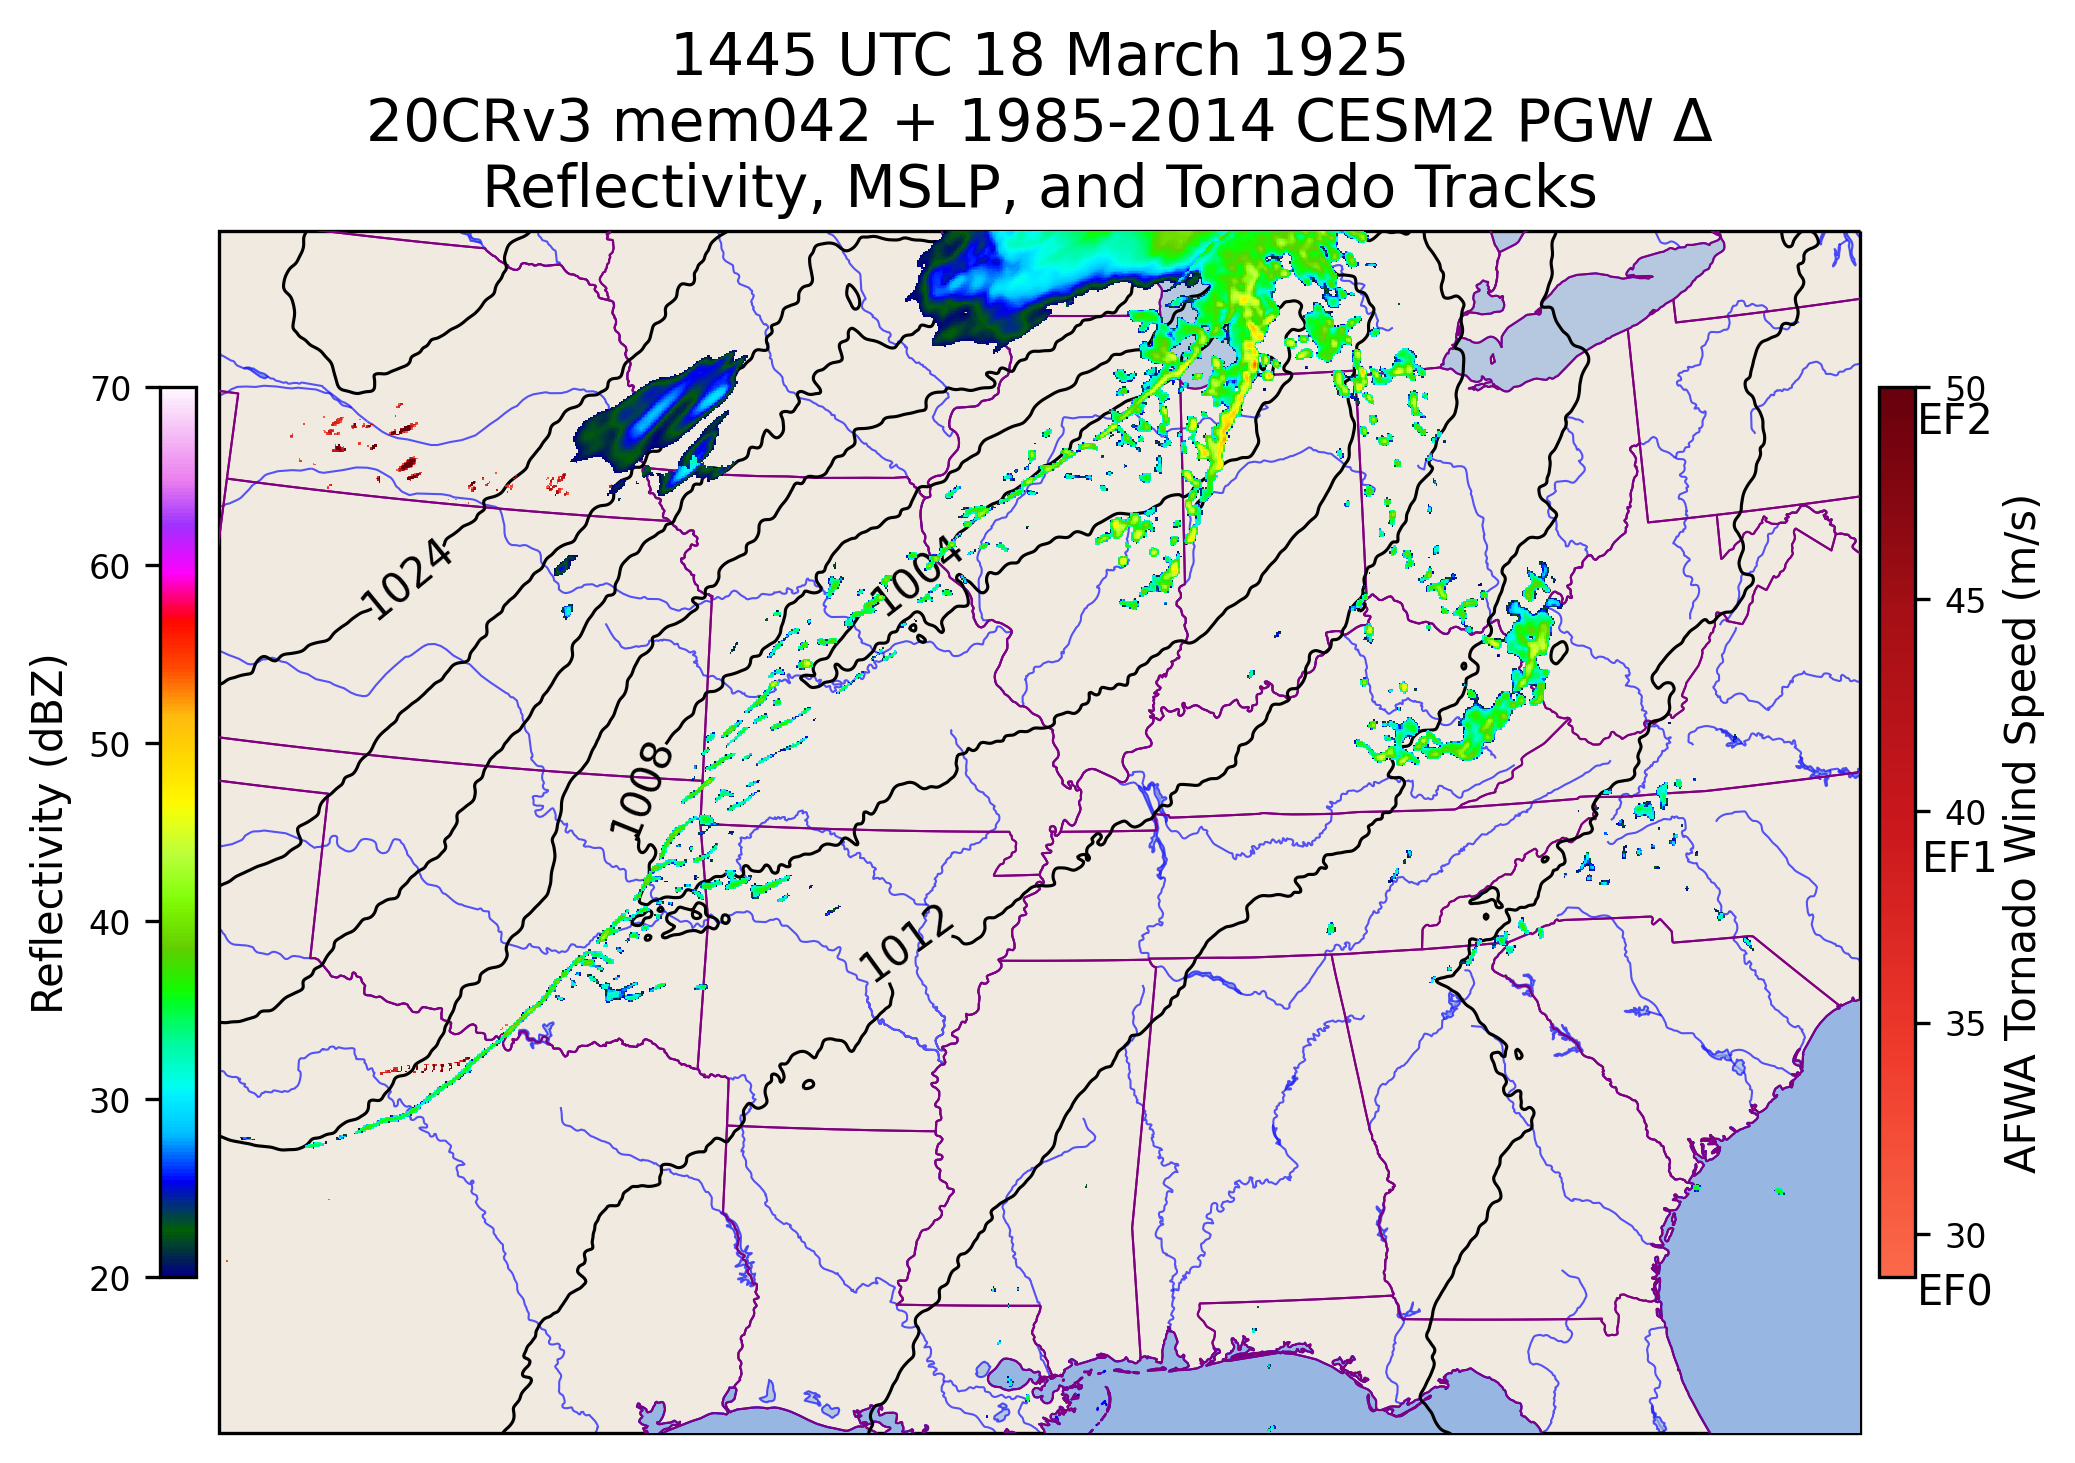 1445 UTC 18 March 1925
20CRv3 mem042 + 1985-2014 CESM2 PGW Δ
Reflectivity, MSLP, and Tornado Tracks
70
60
50
40
30
20
Reflectivity (dBZ)
1024
1004
1008
1012
50
EF2
45
40
EF1
35
30
EF0
AFWA Tornado Wind Speed (m/s)